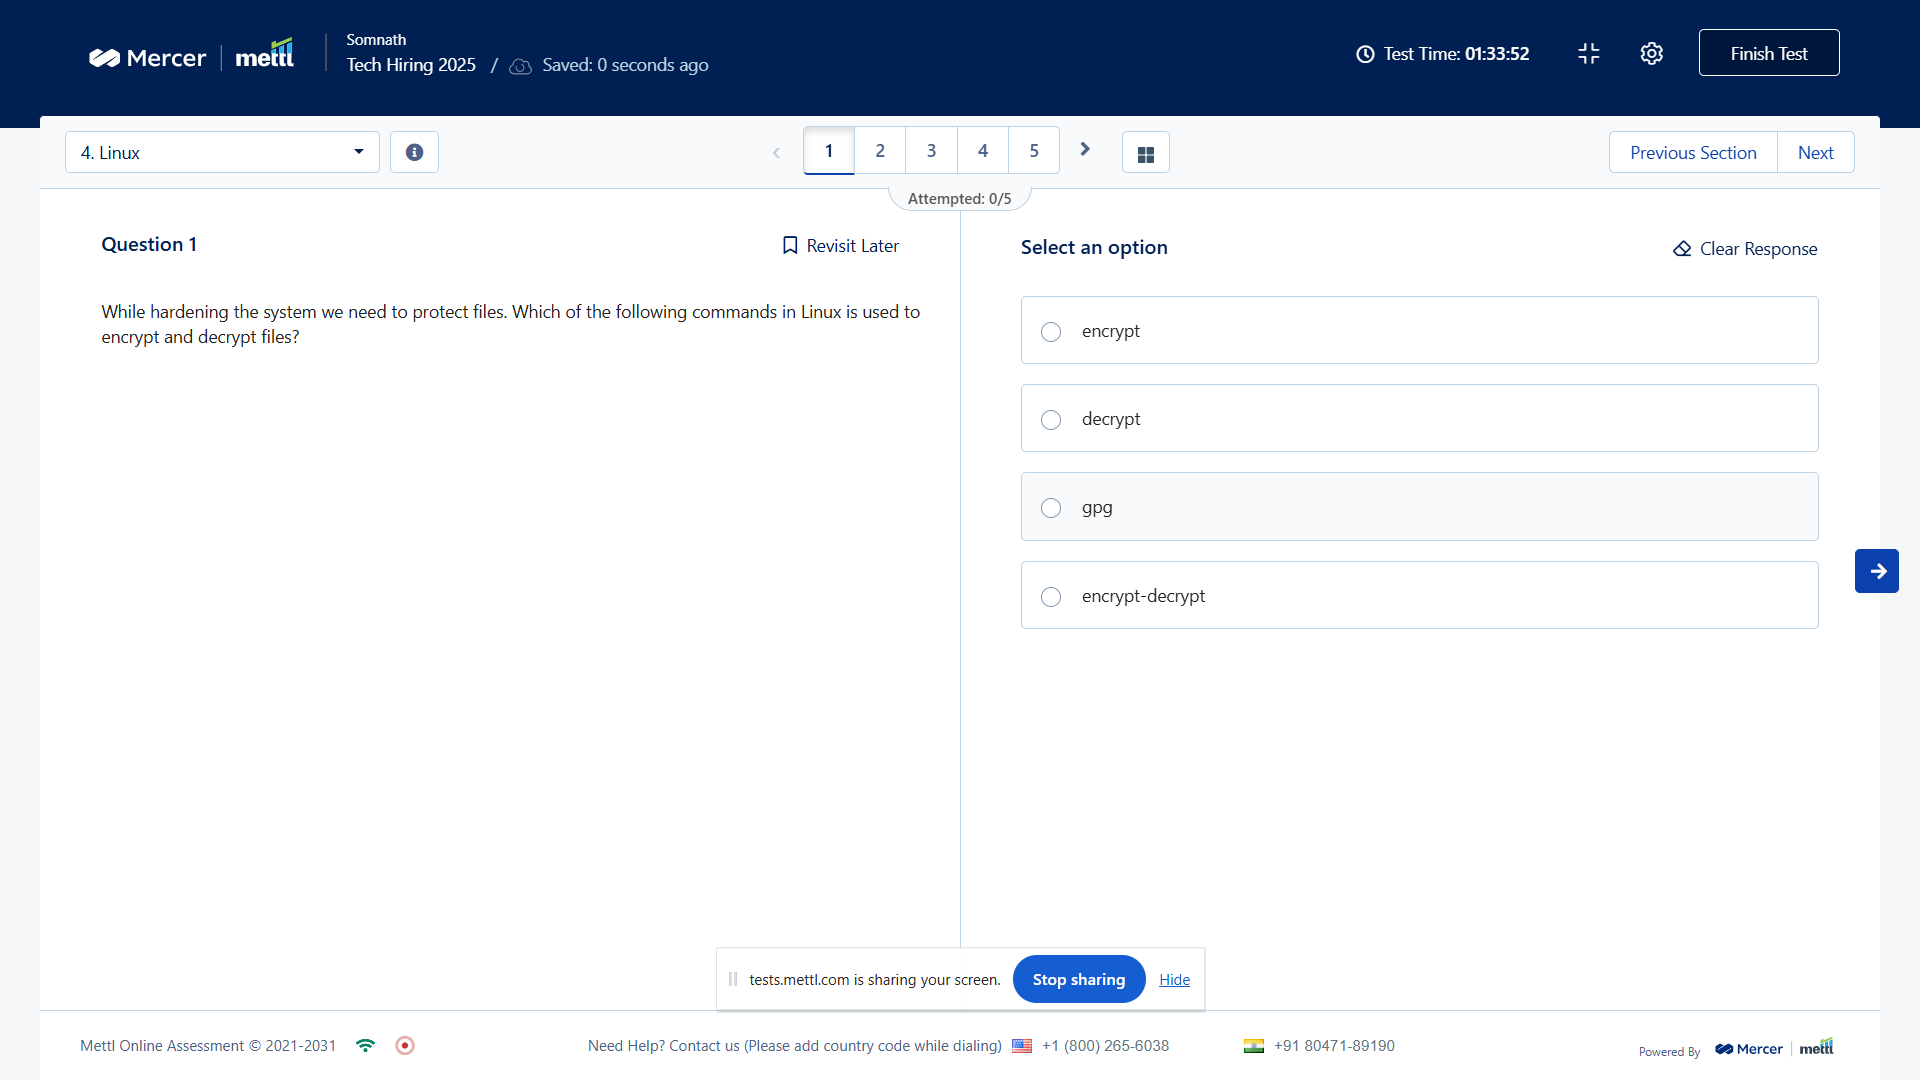 Mercer
mettl
Somnath
Tech Hiring 2025 / Saved: 0 seconds ago
Test Time: 01:33:52
Finish Test
4. Linux
1 2 3 4 5
Previous Section
Next
Attempted: 0/5
Question 1
Revisit Later
While hardening the system we need to protect files. Which of the following commands in Linux is used to
encrypt and decrypt files?
Select an option
Clear Response
encrypt
decrypt
gpg
encrypt-decrypt
tests.mettl.com is sharing your screen.
Stop sharing
Hide
Mettl Online Assessment © 2021-2031
Need Help? Contact us (Please add country code while dialing)
+1 (800) 265-6038
+91 80471-89190
Powered By
Mercer
mettl